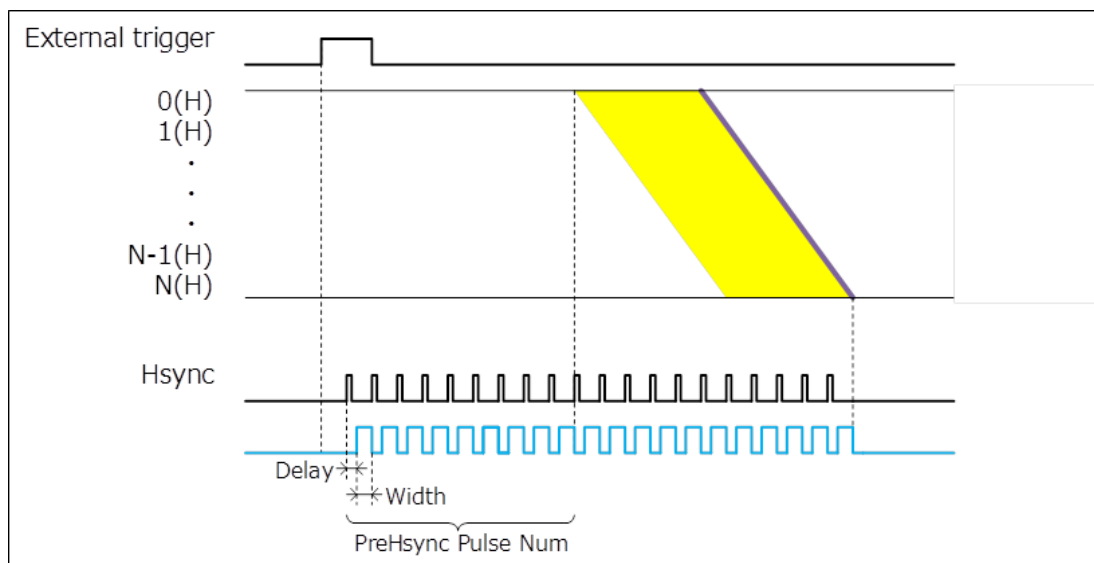 External trigger
0(H)
1(H)
.
.
.
N-1(H)
N(H)
Hsync
Delay
Width
PreHsync Pulse Num